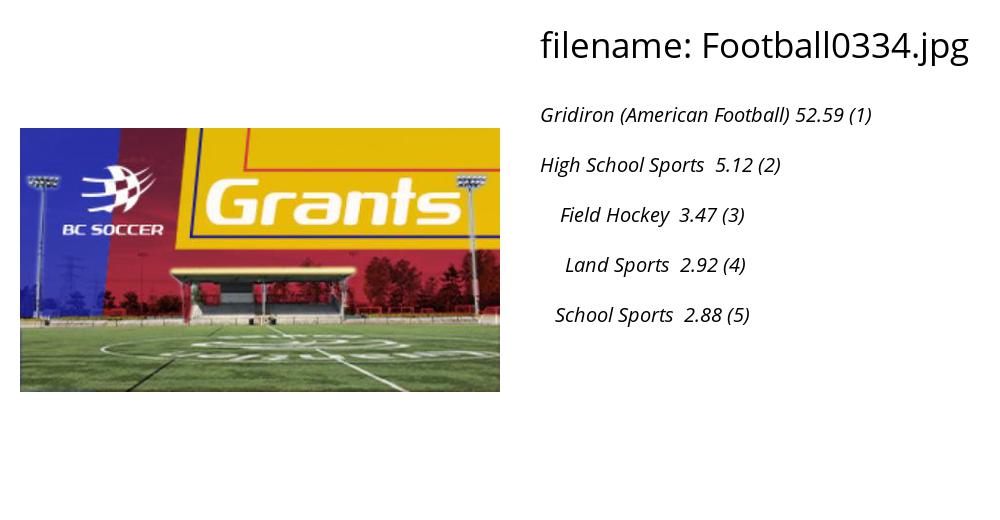 filename: Football0334.jpg
Gridiron (American Football) 52.59 (1)
High School Sports 5.12 (2)
Field Hockey 3.47 (3)
Land Sports 2.92 (4)
School Sports 2.88 (5)
Grants
BC SOCCER